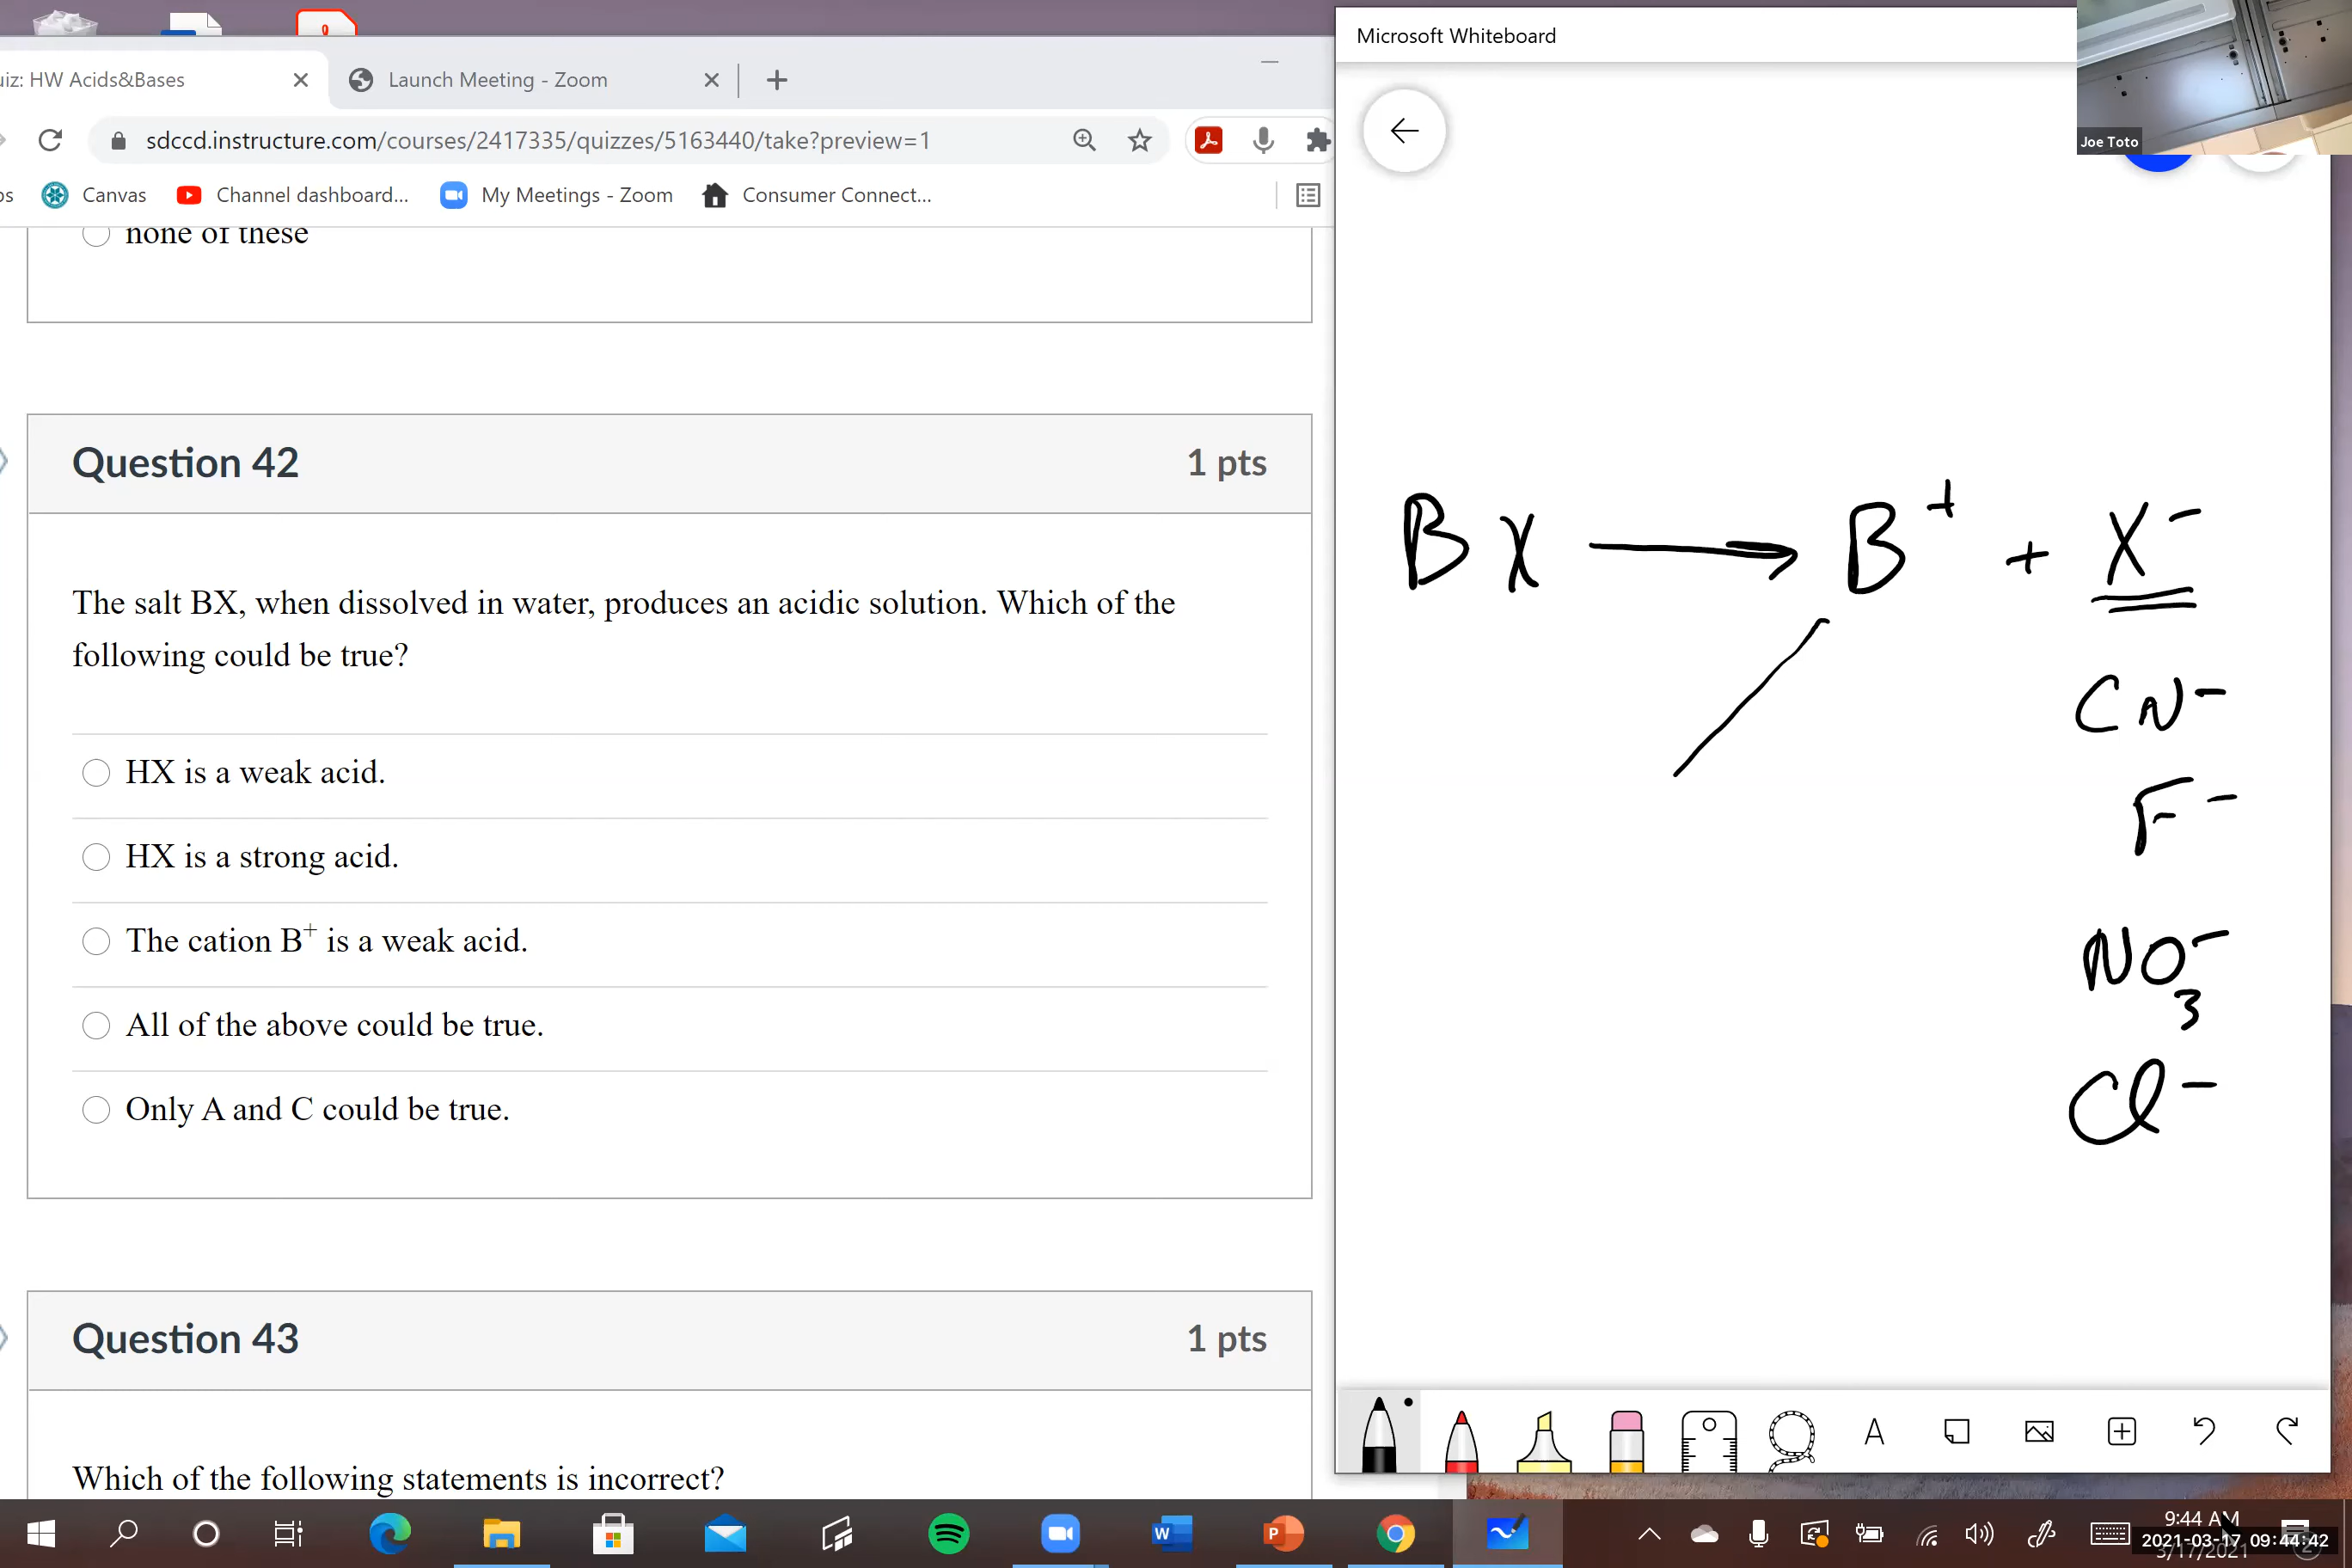 Microsoft Whiteboard
uiz: HW Acids&Bases
Launch Meeting - Zoom
sdccd.instructure.com/courses/2417335/quizzes/5163440/take?preview=1
Canvas
Channel dashboard...
My Meetings - Zoom
Consumer Connect...
Joe Toto
none of these
Question 42
1 pts
The salt BX, when dissolved in water, produces an acidic solution. Which of the
following could be true?
HX is a weak acid.
HX is a strong acid.
The cation B⁺ is a weak acid.
All of the above could be true.
Only A and C could be true.
Question 43
1 pts
Which of the following statements is incorrect?
BX → B⁺ + X⁻
CN⁻
F⁻
NO₃⁻
Cl⁻
9:44 AM
2021-03-17 09:44:42
3/17/2021